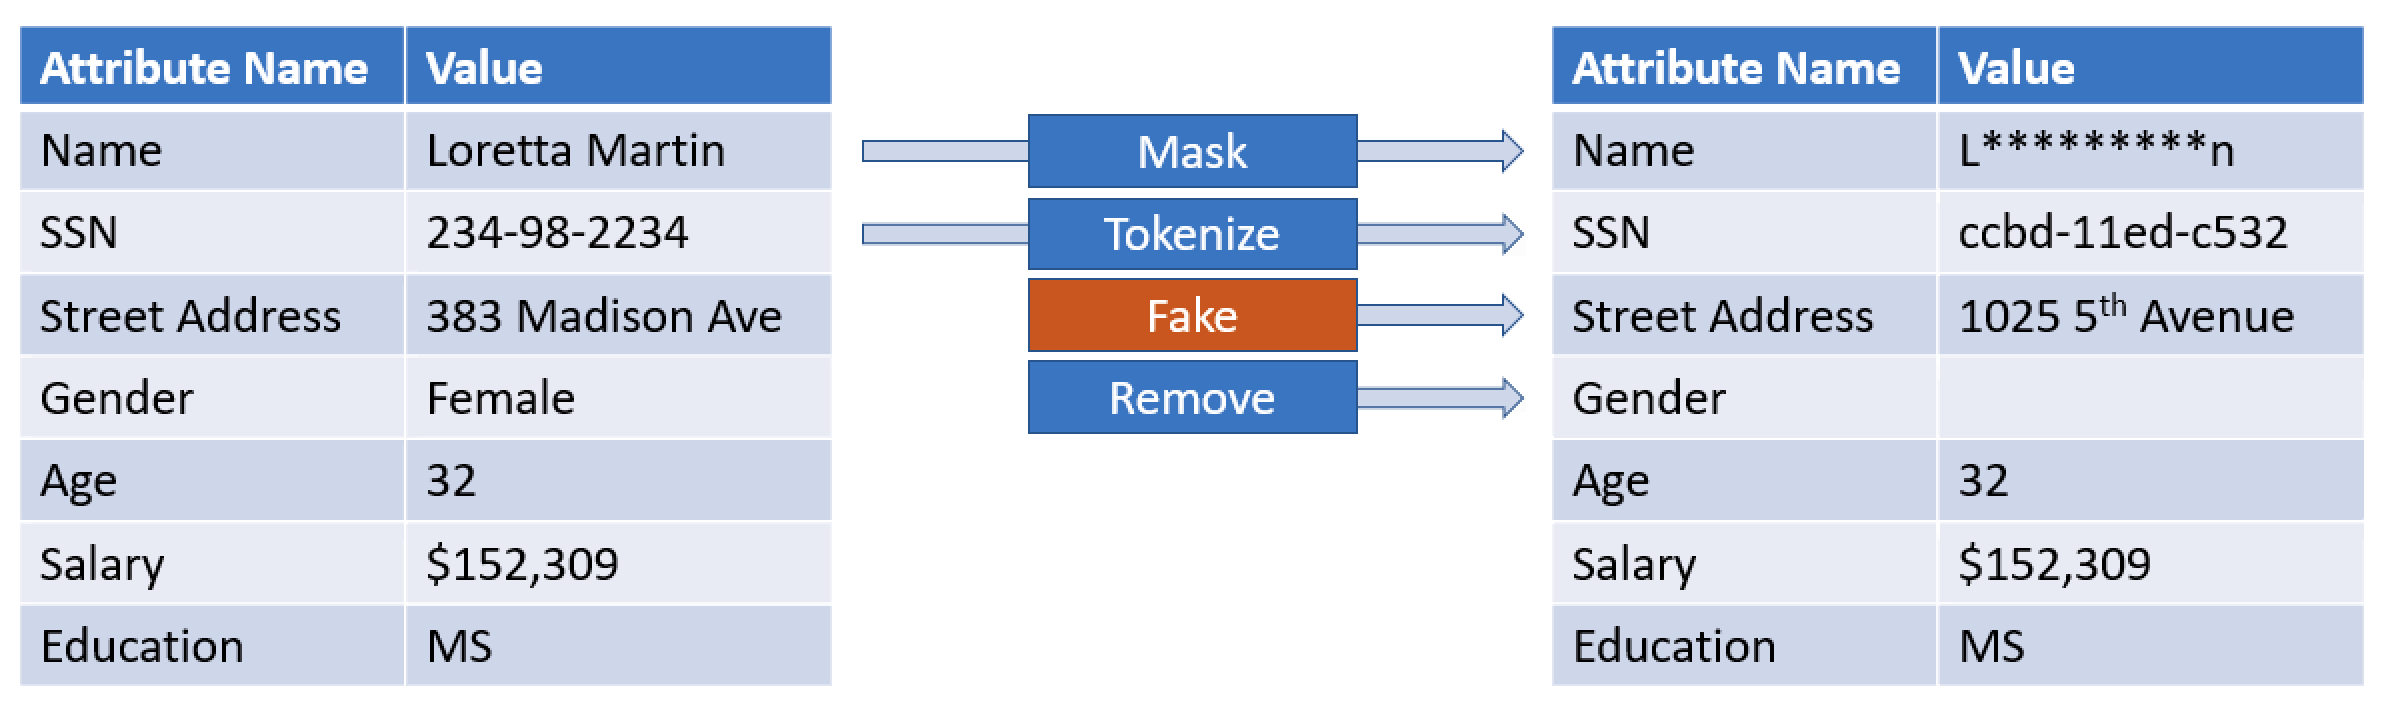 Attribute Name Value Attribute Name Value
Name Loretta Martin Mask Name L*********n
SSN 234-98-2234 Tokenize SSN ccbd-11ed-c532
Street Address 383 Madison Ave Fake Street Address 1025 5th Avenue
Gender Female Remove Gender
Age 32 Age 32
Salary $152,309 Salary $152,309
Education MS Education MS